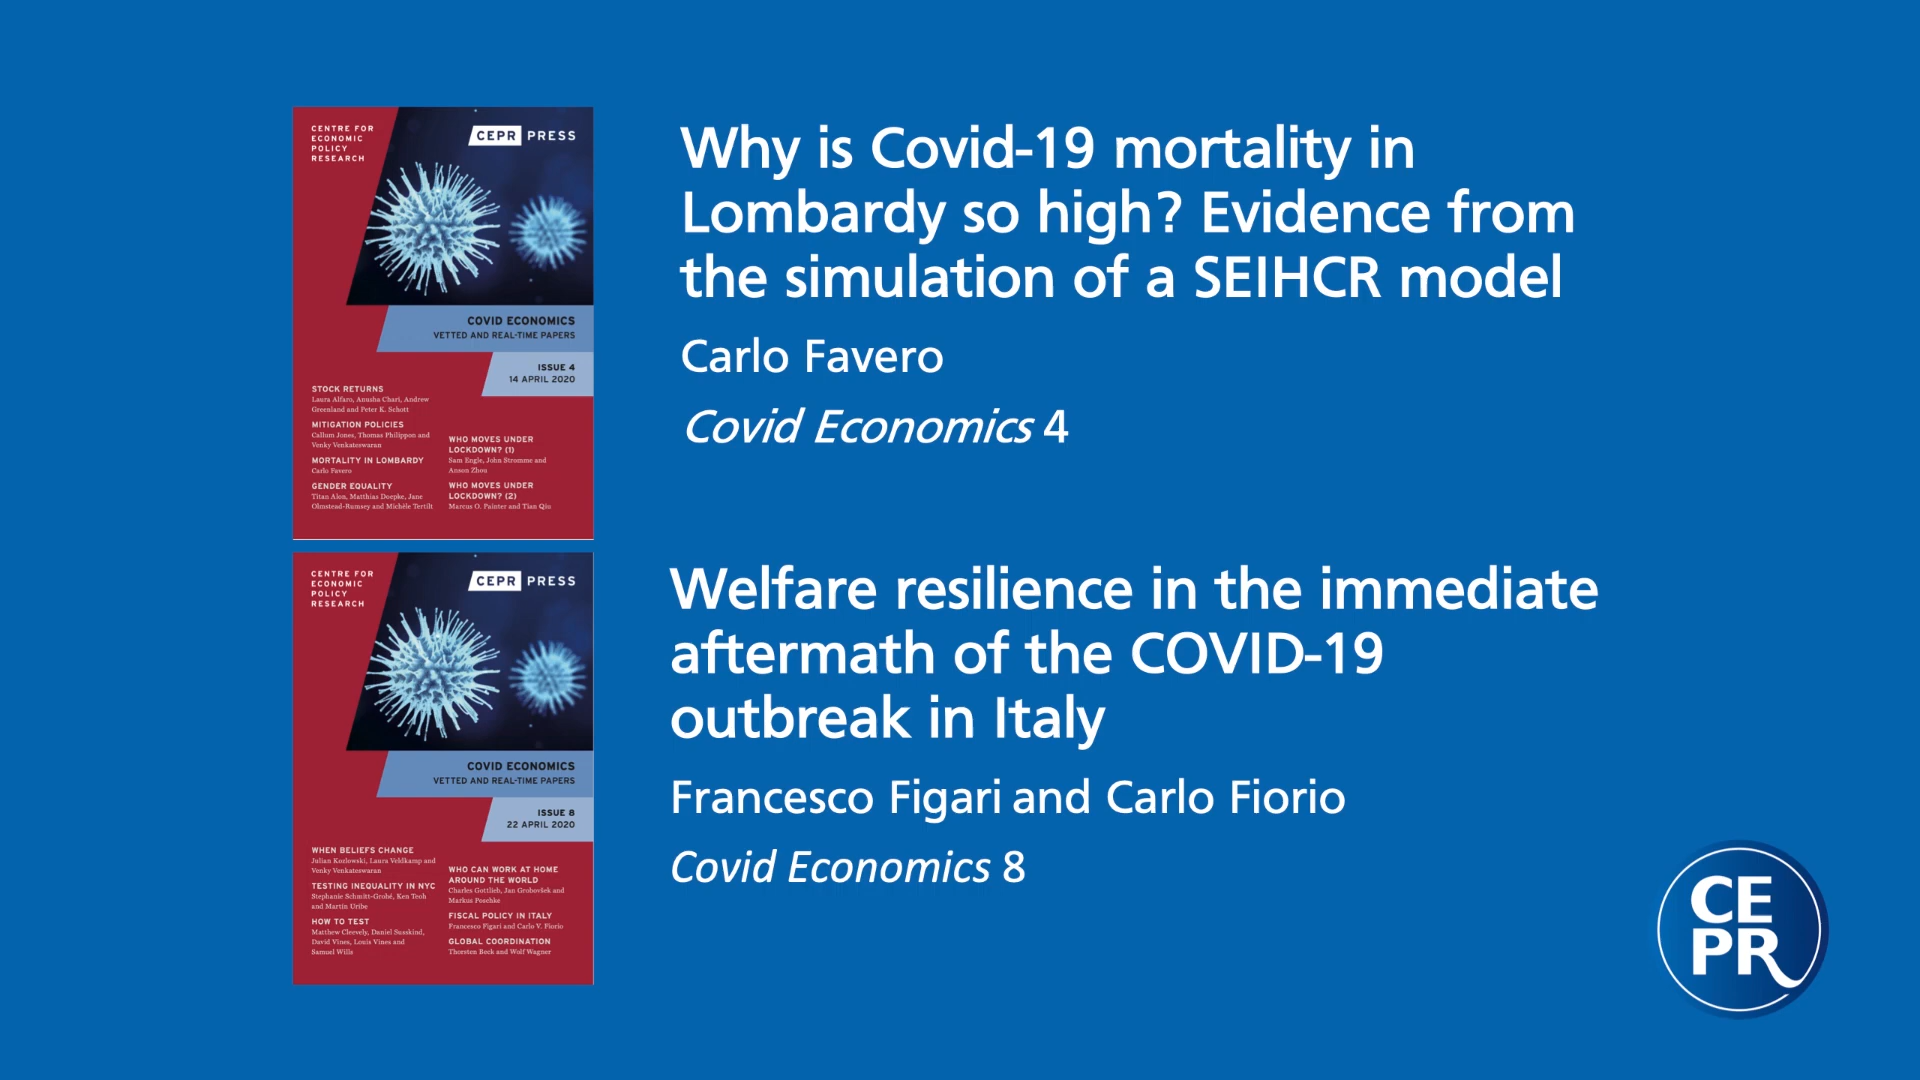 CENTRE FOR
ECONOMIC
POLICY
RESEARCH
CEPR PRESS
COVID ECONOMICS
VETTED AND REAL-TIME PAPERS
ISSUE 4
14 APRIL 2020
STOCK RETURNS
Laura Alfaro, Anusha Chari, Andrew
Greenland and Peter K. Schott
MITIGATION POLICIES
Callum Jones, Thomas Philippon and
Venky Venkateswaran
MORTALITY IN LOMBARDY
Carlo Favero
GENDER EQUALITY
Titan Alon, Matthias Doepke, Jane
Olmstead-Rumsey and Michèle Tertilt
WHO MOVES UNDER
LOCKDOWN? (1)
Sam Engle, John Stromme and
Anson Zhou
WHO MOVES UNDER
LOCKDOWN? (2)
Marcus O. Painter and Tian Qiu
Why is Covid-19 mortality in
Lombardy so high? Evidence from
the simulation of a SEIHCR model
Carlo Favero
Covid Economics 4
CENTRE FOR
ECONOMIC
POLICY
RESEARCH
CEPR PRESS
COVID ECONOMICS
VETTED AND REAL-TIME PAPERS
ISSUE 8
22 APRIL 2020
WHEN BELIEFS CHANGE
Julian Kozlowski, Laura Veldkamp and
Venky Venkateswaran
TESTING INEQUALITY IN NYC
Stephanie Schmitt-Grohé, Ken Teoh
and Martín Uribe
HOW TO TEST
Matthew Cleevely, Daniel Susskind,
David Vines, Louis Vines and
Samuel Wills
WHO CAN WORK AT HOME
AROUND THE WORLD
Charles Gottlieb, Jan Grobovšek and
Markus Poschke
FISCAL POLICY IN ITALY
Francesco Figari and Carlo V. Fiorio
GLOBAL COORDINATION
Thorsten Beck and Wolf Wagner
Welfare resilience in the immediate
aftermath of the COVID-19
outbreak in Italy
Francesco Figari and Carlo Fiorio
Covid Economics 8
CE
PR